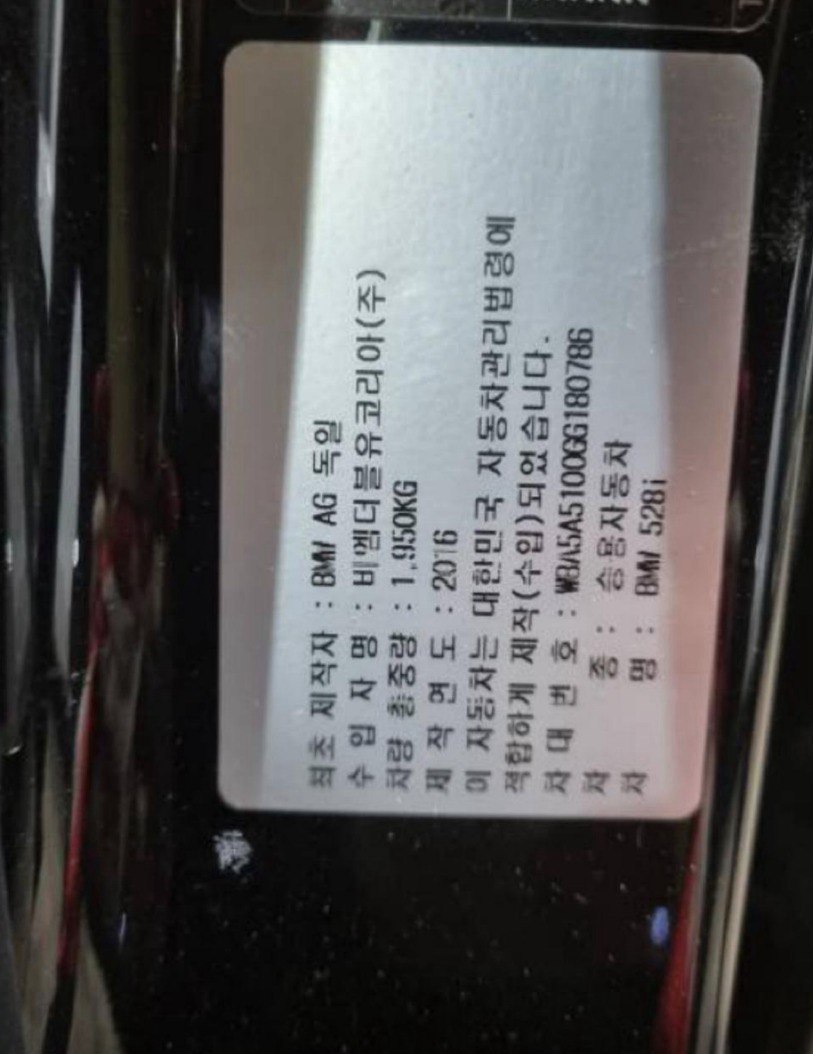 최초 제작자 : BMW AG 독일
수 입 자 명 : 비엠더블유코리아(주)
차량 총중량 : 1,950KG
제 작 연 도 : 2016
이 자동차는 대한민국 자동차관리법령에
적합하게 제작(수입)되었습니다.
차 대 번 호 : WBA5A5100GG180786
차 종 : 승용자동차
차 명 : BMW 528i